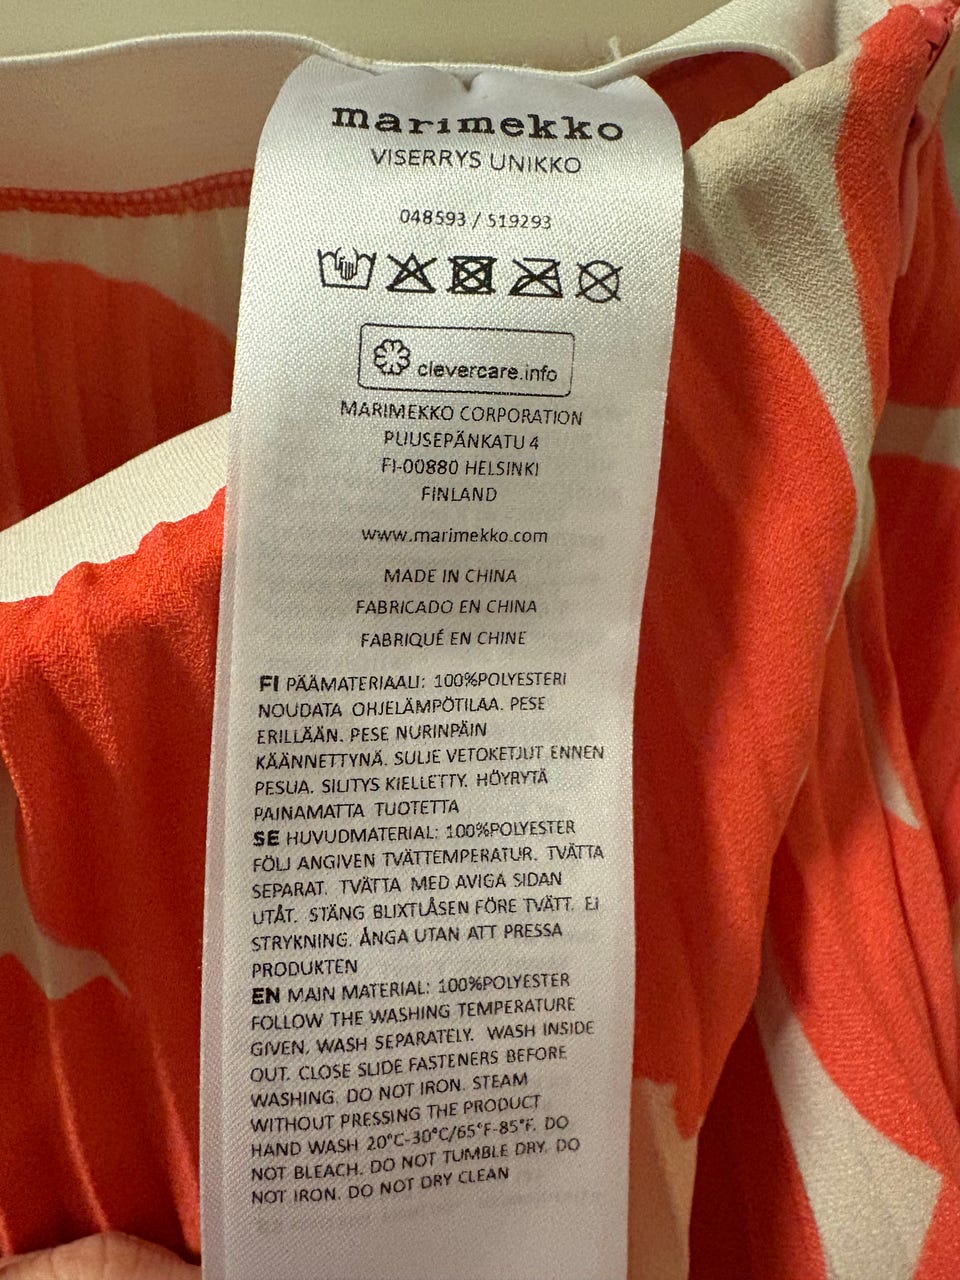 marimekko
VISERRYS UNIKKO
048593 / 519293
clevercare.info
MARIMEKKO CORPORATION
PUUSEPÄNKATU 4
FI-00880 HELSINKI
FINLAND
www.marimekko.com
MADE IN CHINA
FABRICADO EN CHINA
FABRIQUÉ EN CHINE
FI PÄÄMATERIAALI: 100%POLYESTERI
NOUDATA OHJELÄMPÖTILAA. PESE
ERILLÄÄN. PESE NURINPÄIN
KÄÄNNETTYNÄ. SULJE VETOKETJUT ENNEN
PESUA. SILITYS KIELLETTY. HÖYRYTÄ
PAINAMATTA TUOTETTA
SE HUVUDMATERIAL: 100%POLYESTER
FÖLJ ANGIVEN TVÄTTEMPERATUR. TVÄTTA
SEPARAT. TVÄTTA MED AVIGA SIDAN
UTÅT. STÄNG BLIXTLÅSEN FÖRE TVÄTT. EJ
STRYKNING. ÅNGA UTAN ATT PRESSA
PRODUKTEN
EN MAIN MATERIAL: 100%POLYESTER
FOLLOW THE WASHING TEMPERATURE
GIVEN. WASH SEPARATELY. WASH INSIDE
OUT. CLOSE SLIDE FASTENERS BEFORE
WASHING. DO NOT IRON. STEAM
WITHOUT PRESSING THE PRODUCT
HAND WASH 20°C-30°C/65°F-85°F. DO
NOT BLEACH. DO NOT TUMBLE DRY. DO
NOT IRON. DO NOT DRY CLEAN